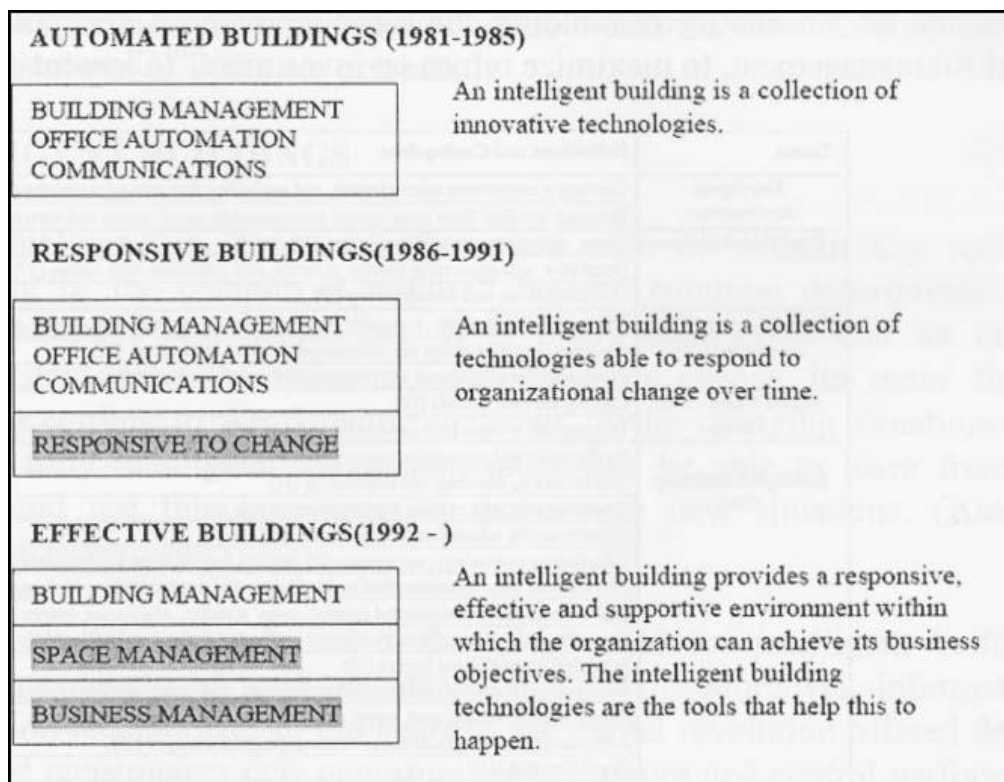 AUTOMATED BUILDINGS (1981-1985)
BUILDING MANAGEMENT
OFFICE AUTOMATION
COMMUNICATIONS
An intelligent building is a collection of
innovative technologies.
RESPONSIVE BUILDINGS(1986-1991)
BUILDING MANAGEMENT
OFFICE AUTOMATION
COMMUNICATIONS
RESPONSIVE TO CHANGE
An intelligent building is a collection of
technologies able to respond to
organizational change over time.
EFFECTIVE BUILDINGS(1992 - )
BUILDING MANAGEMENT
SPACE MANAGEMENT
BUSINESS MANAGEMENT
An intelligent building provides a responsive,
effective and supportive environment within
which the organization can achieve its business
objectives. The intelligent building
technologies are the tools that help this to
happen.